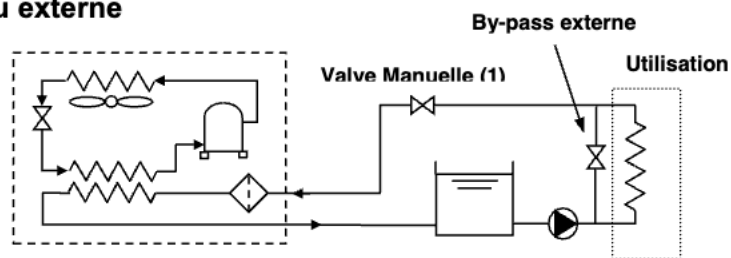 u externe
By-pass externe
Utilisation
Valve Manuelle (1)